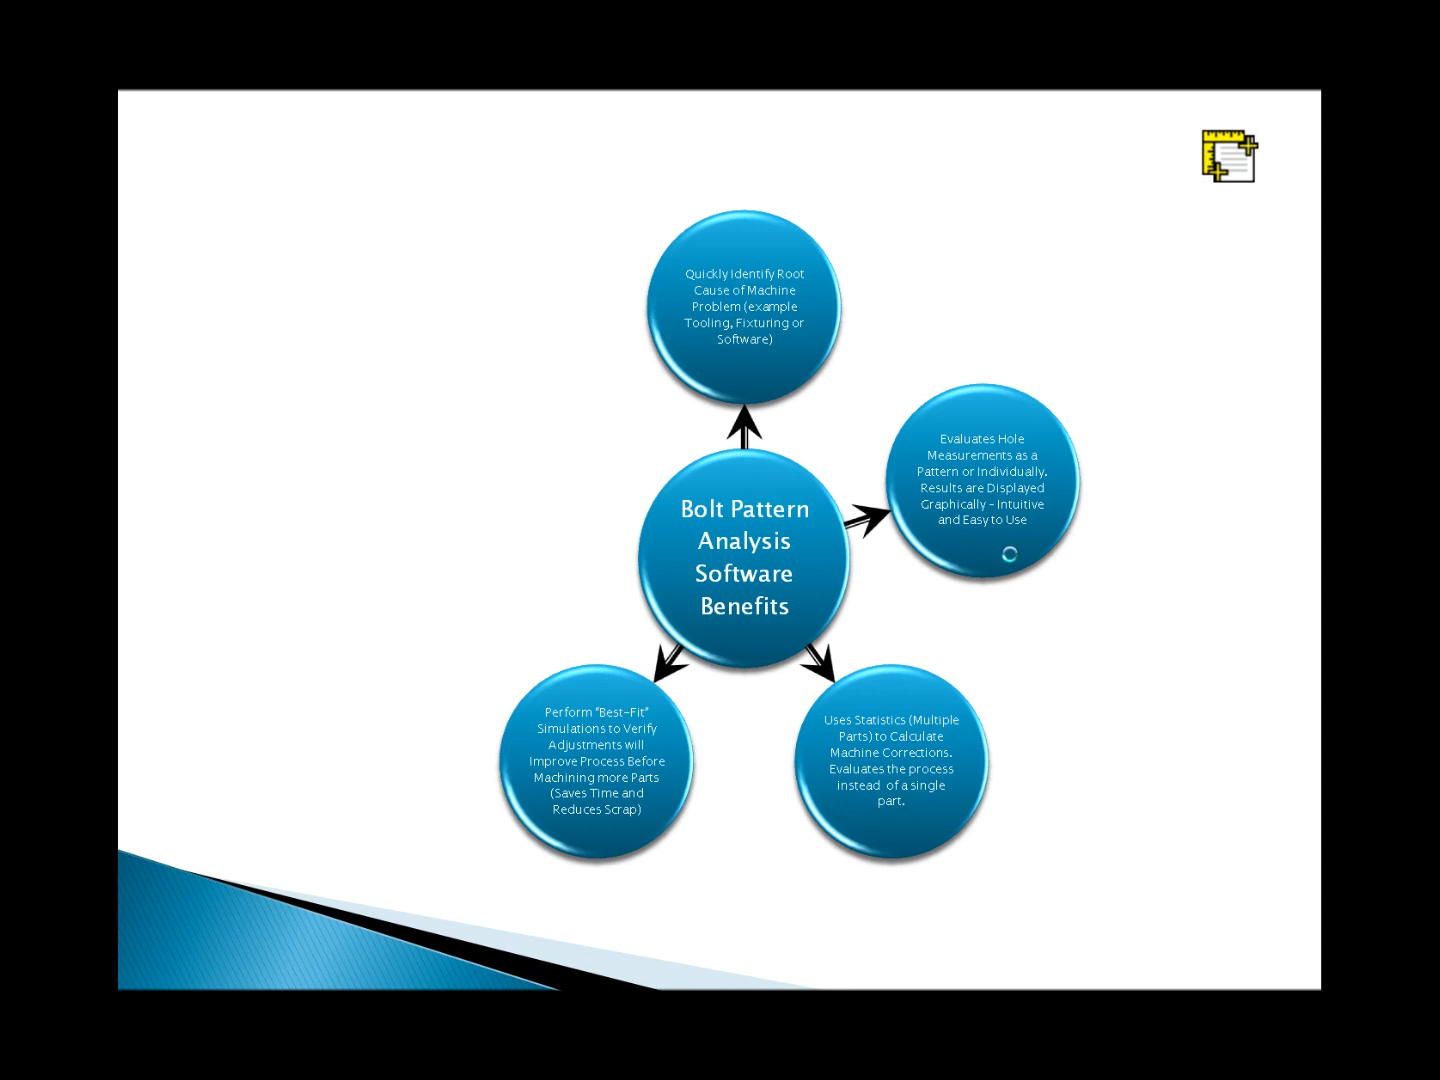 Quickly Identify Root
Cause of Machine
Problem (example
Tooling, Fixturing or
Software)
Evaluates Hole
Measurements as a
Pattern or Individually.
Results are Displayed
Graphically - Intuitive
and Easy to Use
Bolt Pattern
Analysis
Software
Benefits
Perform "Best-Fit"
Simulations to Verify
Adjustments will
Improve Process Before
Machining more Parts
(Saves Time and
Reduces Scrap)
Uses Statistics (Multiple
Parts) to Calculate
Machine Corrections.
Evaluates the process
instead of a single
part.